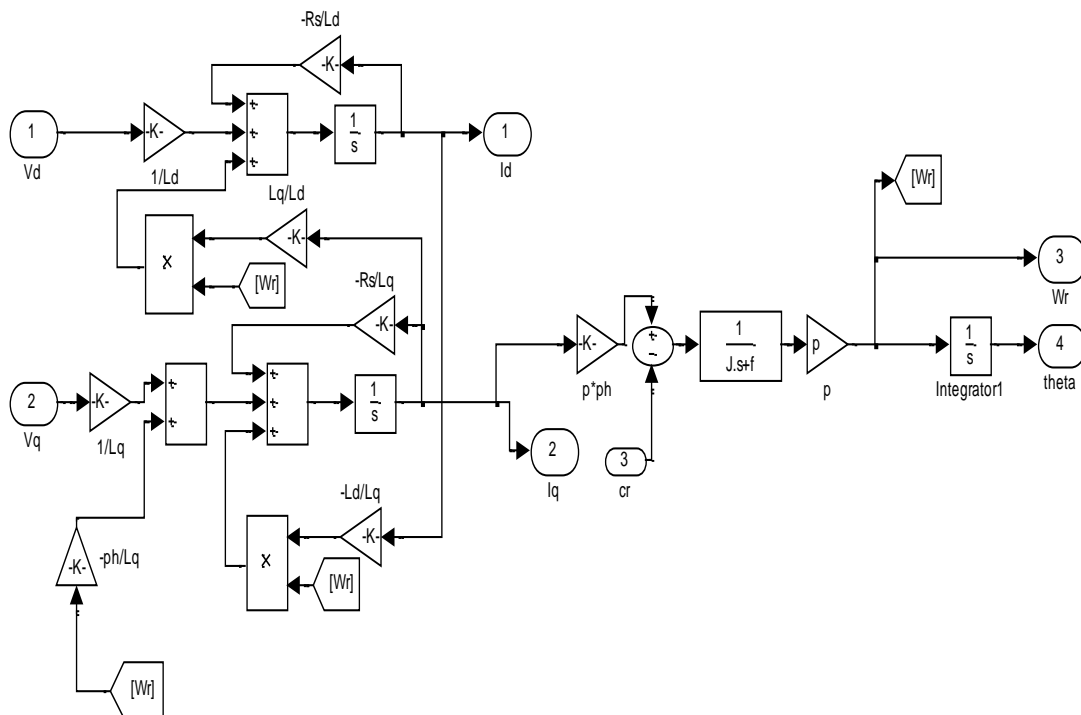 -Rs/Ld
-K-
+
+
+
1
Vd
-K-
1/Ld
1
s
1
Id
Lq/Ld
-K-
x
[Wr]
[Wr]
3
Wr
-Rs/Lq
-K-
2
Vq
-K-
1/Lq
+
+
+
+
+
1
s
-K-
p*ph
+
-
1
J.s+f
p
p
1
s
Integrator1
4
theta
2
Iq
3
cr
-Ld/Lq
-K-
x
[Wr]
-K-
-ph/Lq
[Wr]